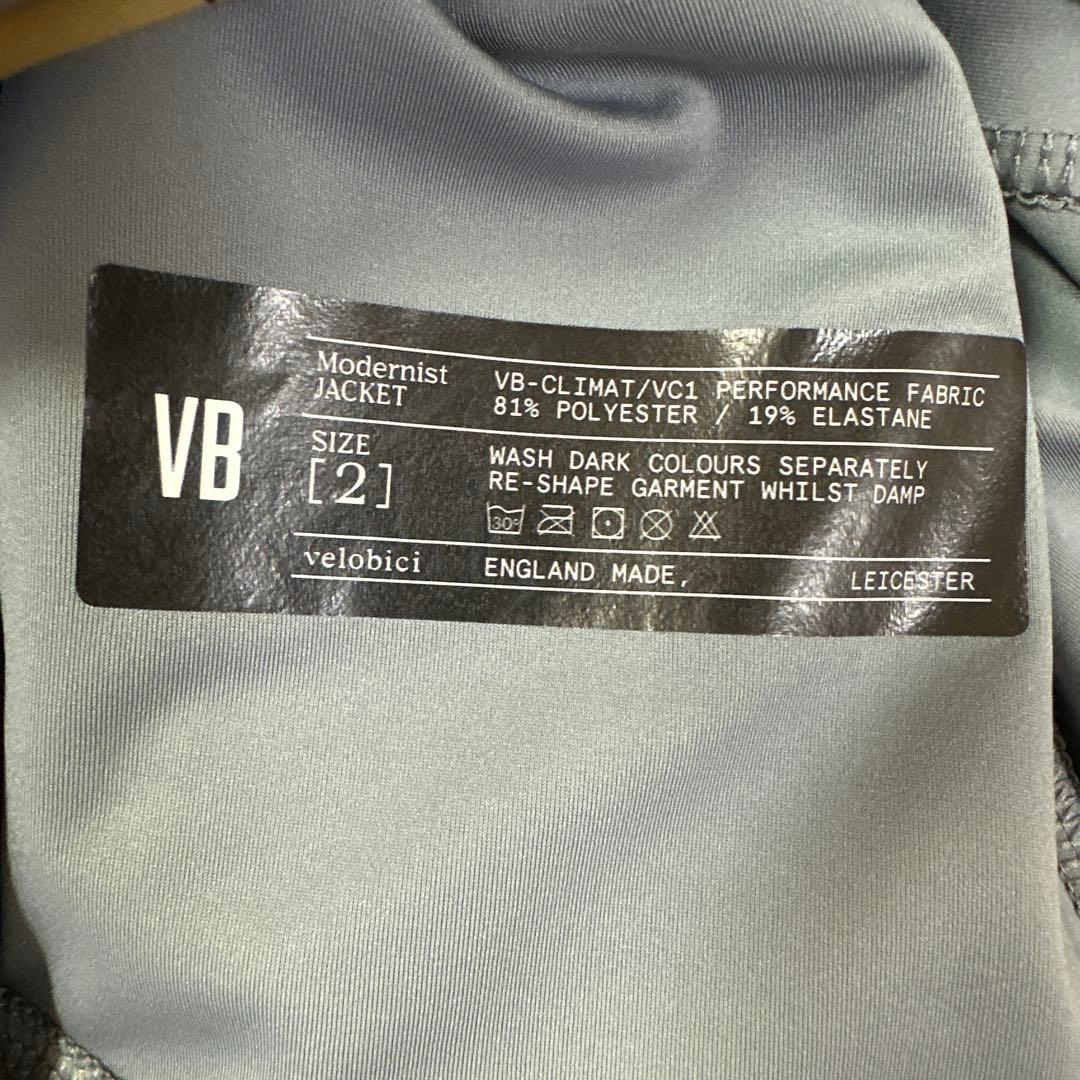 VB
Modernist
JACKET
VB-CLIMAT/VC1 PERFORMANCE FABRIC
81% POLYESTER / 19% ELASTANE
SIZE
[2]
WASH DARK COLOURS SEPARATELY
RE-SHAPE GARMENT WHILST DAMP
30°
velobici
ENGLAND MADE, LEICESTER